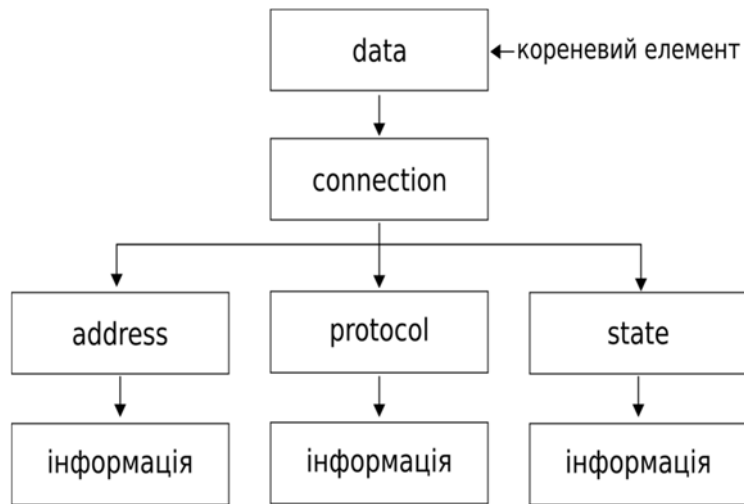 data
кореневий елемент
connection
address
protocol
state
інформація
інформація
інформація